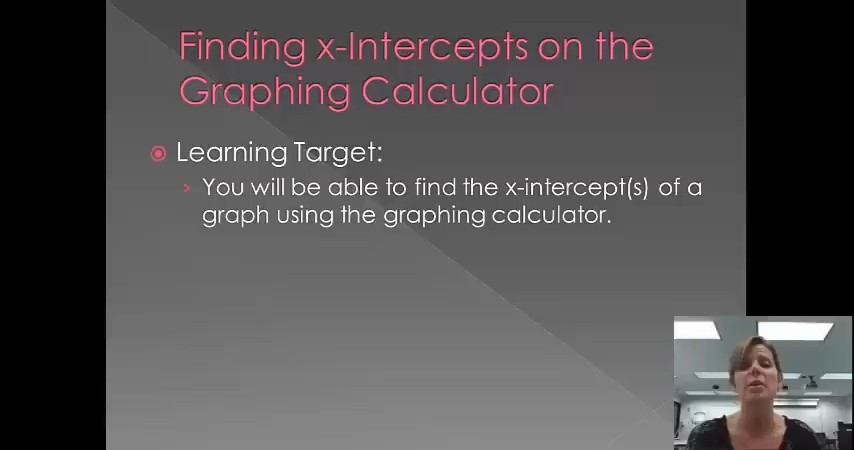 Finding x-Intercepts on the
Graphing Calculator
Learning Target:
You will be able to find the x-intercept(s) of a
graph using the graphing calculator.